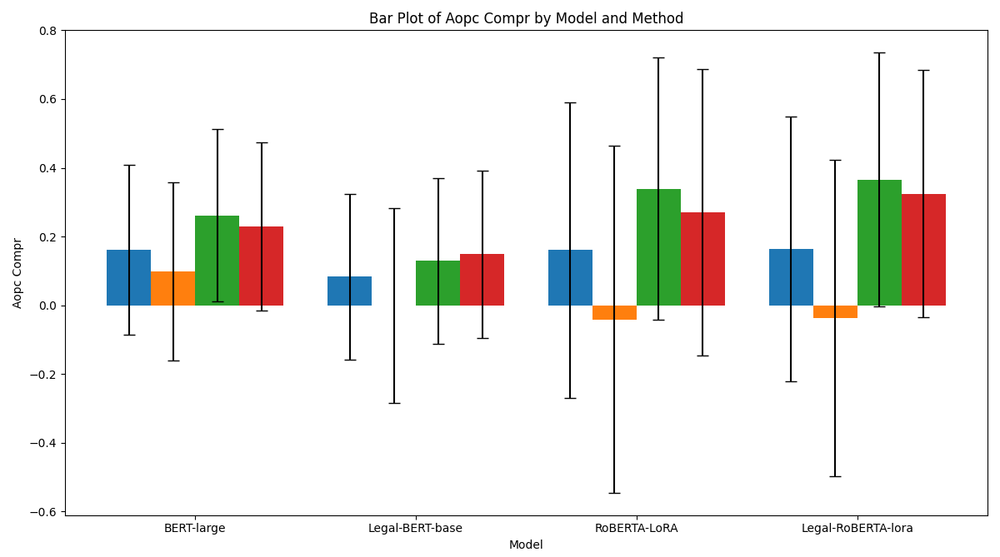 Bar Plot of Aopc Compr by Model and Method
Aopc Compr
0.8
0.6
0.4
0.2
0.0
−0.2
−0.4
−0.6
BERT-large
Legal-BERT-base
RoBERTA-LoRA
Legal-RoBERTA-lora
Model